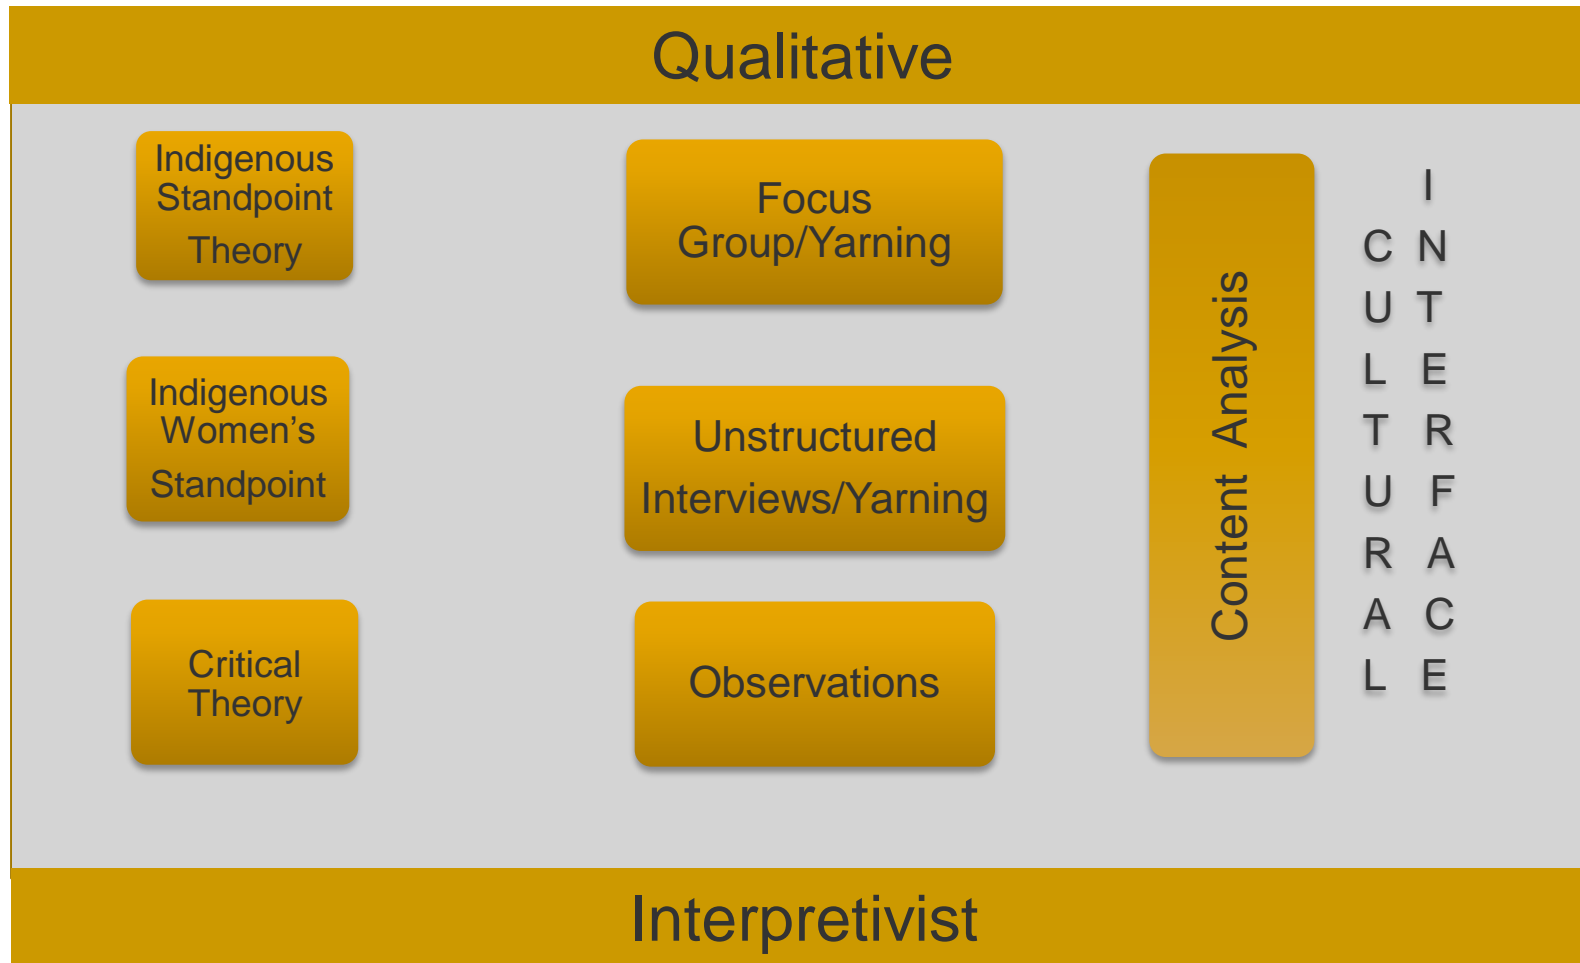 Qualitative
Indigenous
Standpoint
Theory
Indigenous
Women’s
Standpoint
Critical
Theory
Focus
Group/Yarning
Unstructured
Interviews/Yarning
Observations
Content Analysis
CULTURAL
INTERFACE
Interpretivist